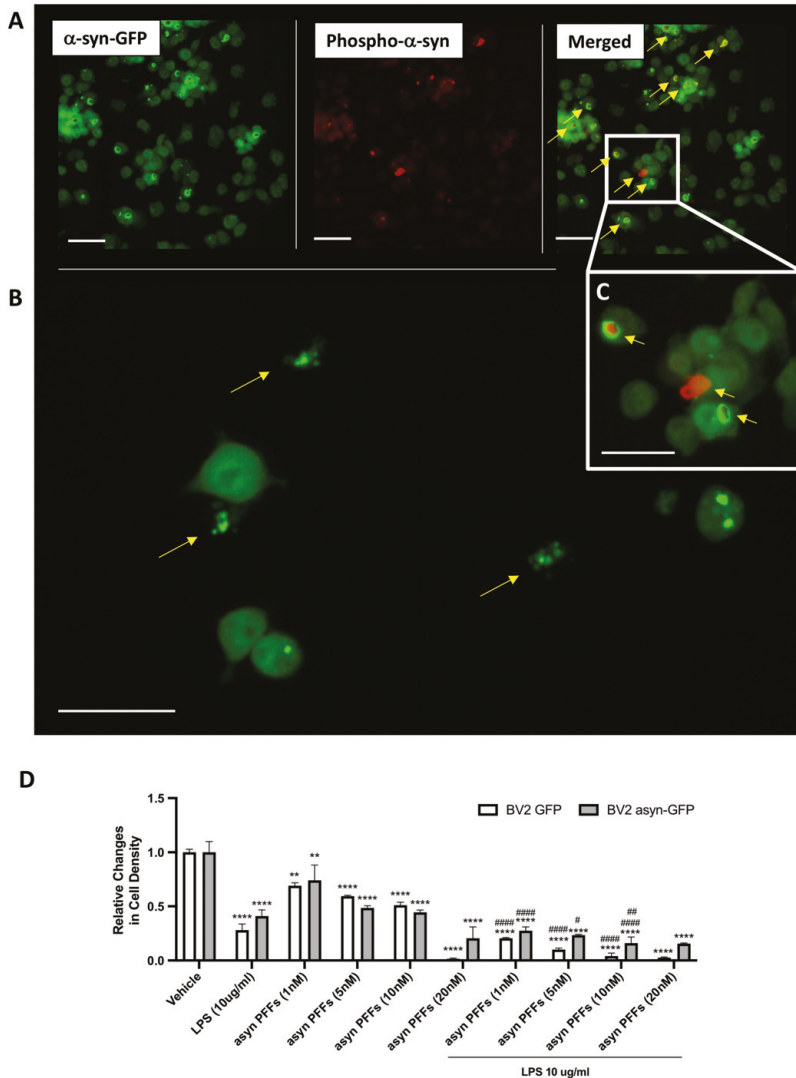 A
α-syn-GFP
Phospho-α-syn
Merged
B
C
D
Relative Changes
in Cell Density
1.5
1.0
0.5
0.0
BV2 GFP
BV2 asyn-GFP
****
****
**
**
****
****
****
****
****
****
####
****
####
****
####
****
#
****
####
****
##
####
****
****
****
Vehicle
LPS (10ug/ml)
asyn PFFs (1nM)
asyn PFFs (5nM)
asyn PFFs (10nM)
asyn PFFs (20nM)
asyn PFFs (1nM)
asyn PFFs (5nM)
asyn PFFs (10nM)
asyn PFFs (20nM)
LPS 10 ug/ml